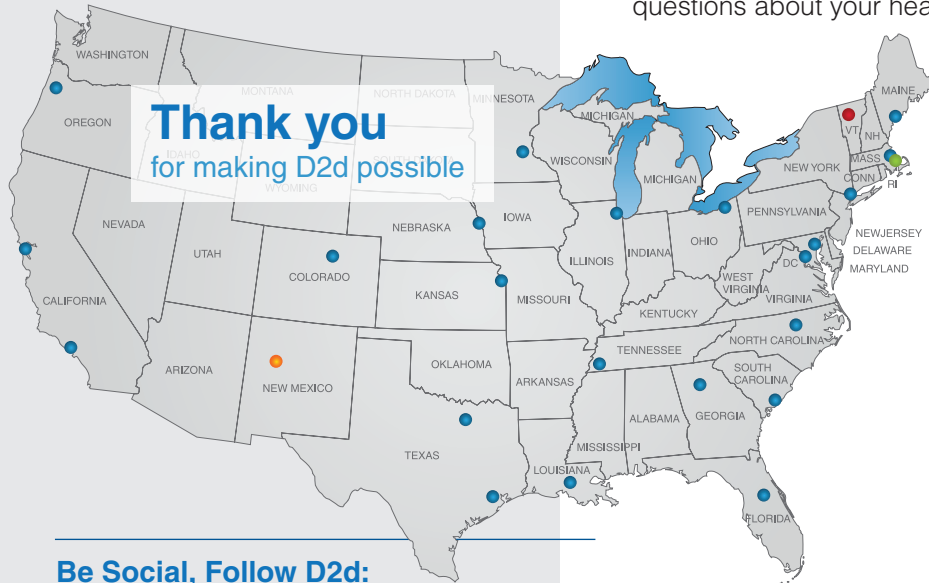 questions about your hea
WASHINGTON
MAINE
MONTANA
NORTH DAKOTA
MINNESOTA
MICHIGAN
OREGON
Thank you
VT
NH
IDAHO
SOUTH DAKOTA
WISCONSIN
NEW YORK
MASS
for making D2d possible
MICHIGAN
CONN
RI
WYOMING
IOWA
PENNSYLVANIA
NEVADA
NEBRASKA
NEWJERSEY
UTAH
ILLINOIS
INDIANA
OHIO
DELAWARE
DC
MARYLAND
COLORADO
WEST
VIRGINIA
CALIFORNIA
KANSAS
MISSOURI
VIRGINIA
KENTUCKY
NORTH CAROLINA
TENNESSEE
ARIZONA
OKLAHOMA
SOUTH
CAROLINA
NEW MEXICO
ARKANSAS
GEORGIA
ALABAMA
MISSISSIPPI
TEXAS
LOUISIANA
FLORIDA
Be Social, Follow D2d: